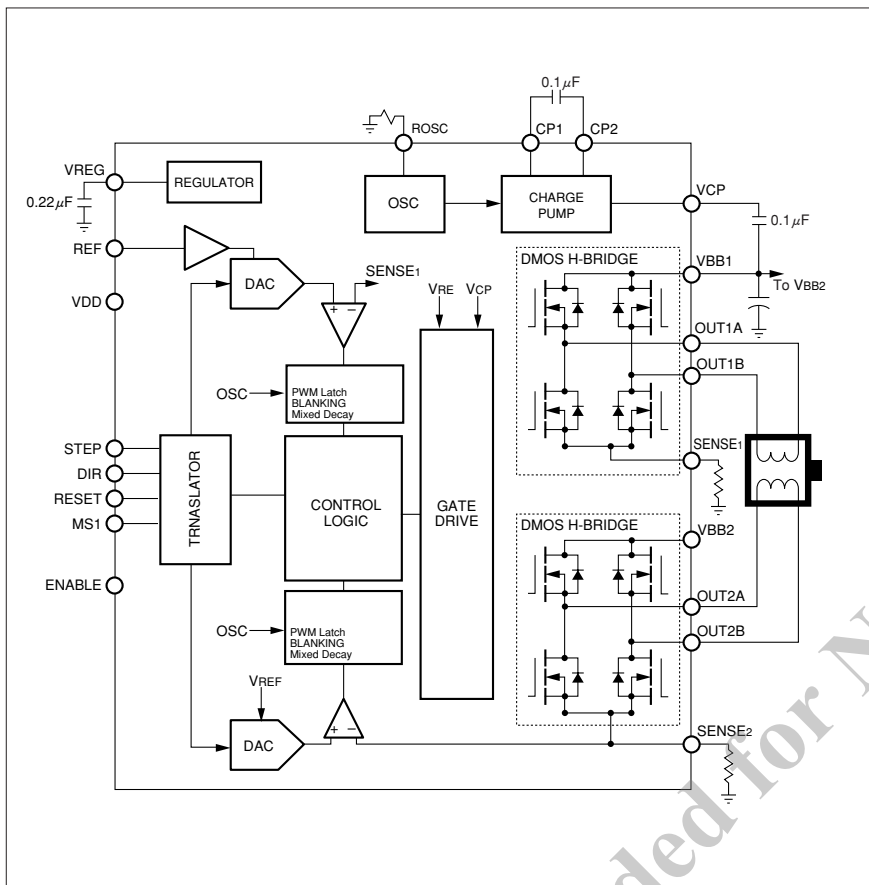 0.1μF
ROSC
CP1
CP2
VREG
REGULATOR
OSC
CHARGE
PUMP
VCP
0.22μF
0.1μF
REF
DAC
SENSE1
VRE
VCP
DMOS H-BRIDGE
VBB1
To VBB2
VDD
+ –
OUT1A
OUT1B
OSC
PWM Latch
BLANKING
Mixed Decay
STEP
DIR
RESET
MS1
TRNASLATOR
CONTROL
LOGIC
GATE
DRIVE
SENSE1
DMOS H-BRIDGE
VBB2
ENABLE
OUT2A
OSC
PWM Latch
BLANKING
Mixed Decay
OUT2B
VREF
DAC
+ –
SENSE2
ded for N